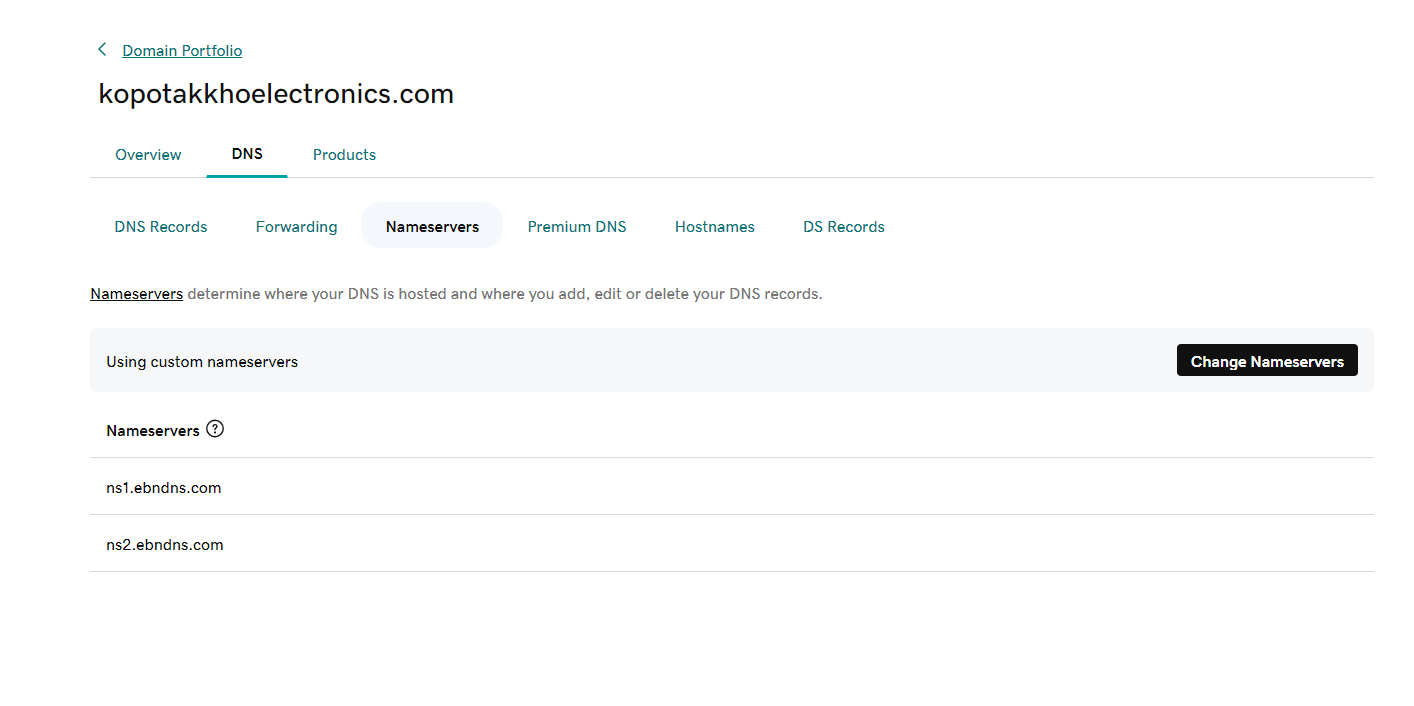 Domain Portfolio
kopotakkhoelectronics.com
Overview DNS Products
DNS Records Forwarding Nameservers Premium DNS Hostnames DS Records
Nameservers determine where your DNS is hosted and where you add, edit or delete your DNS records.
Using custom nameservers Change Nameservers
Nameservers ?
ns1.ebndns.com
ns2.ebndns.com